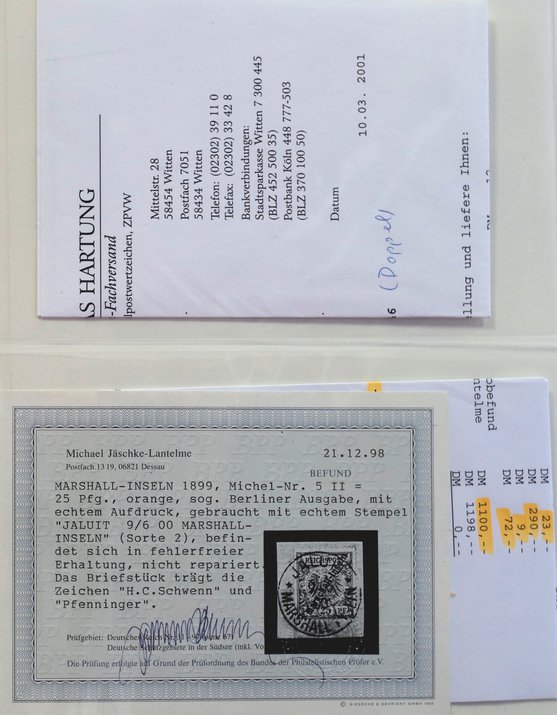 AS HARTUNG
-Fachversand
lpostwertzeichen, ZPVW
Mittelstr. 28
58454 Witten
Postfach 7051
58434 Witten
Telefon: (02302) 39 11 0
Telefax: (02302) 33 42 8
Bankverbindungen:
Stadtsparkasse Witten 7 300 445
(BLZ 452 500 35)
Postbank Köln 448 777-503
(BLZ 370 100 50)
Datum
10.03. 2001
(Doppel)
ellung und liefere Ihnen:
obefund
ntelme
DM 23,--
DM 290,--
DM 9,--
DM 72,--
DM 1100,--
DM 1198,--
DM 0,--
Michael Jäschke-Lantelme
Postfach 13 19, 06821 Dessau
21.12.98
BEFUND
MARSHALL-INSELN 1899, Michel-Nr. 5 II =
25 Pfg., orange, sog. Berliner Ausgabe, mit
echtem Aufdruck, gebraucht mit echtem Stempel
"JALUIT 9/6 00 MARSHALL-
INSELN" (Sorte 2), befin-
det sich in fehlerfreier
Erhaltung, nicht repariert.
Das Briefstück trägt die
Zeichen "H.C.Schwenn" und
"Pfenninger".
Prüfgebiet: Deutsches
Deutsche Schutzgebiete in der Südsee (inkl.
Die Prüfung erfolgte auf Grund der Prüfordnung des Bundes der Philatelistischen Prüfer e.V.
© GIESECKE & DEVRIENT GMBH